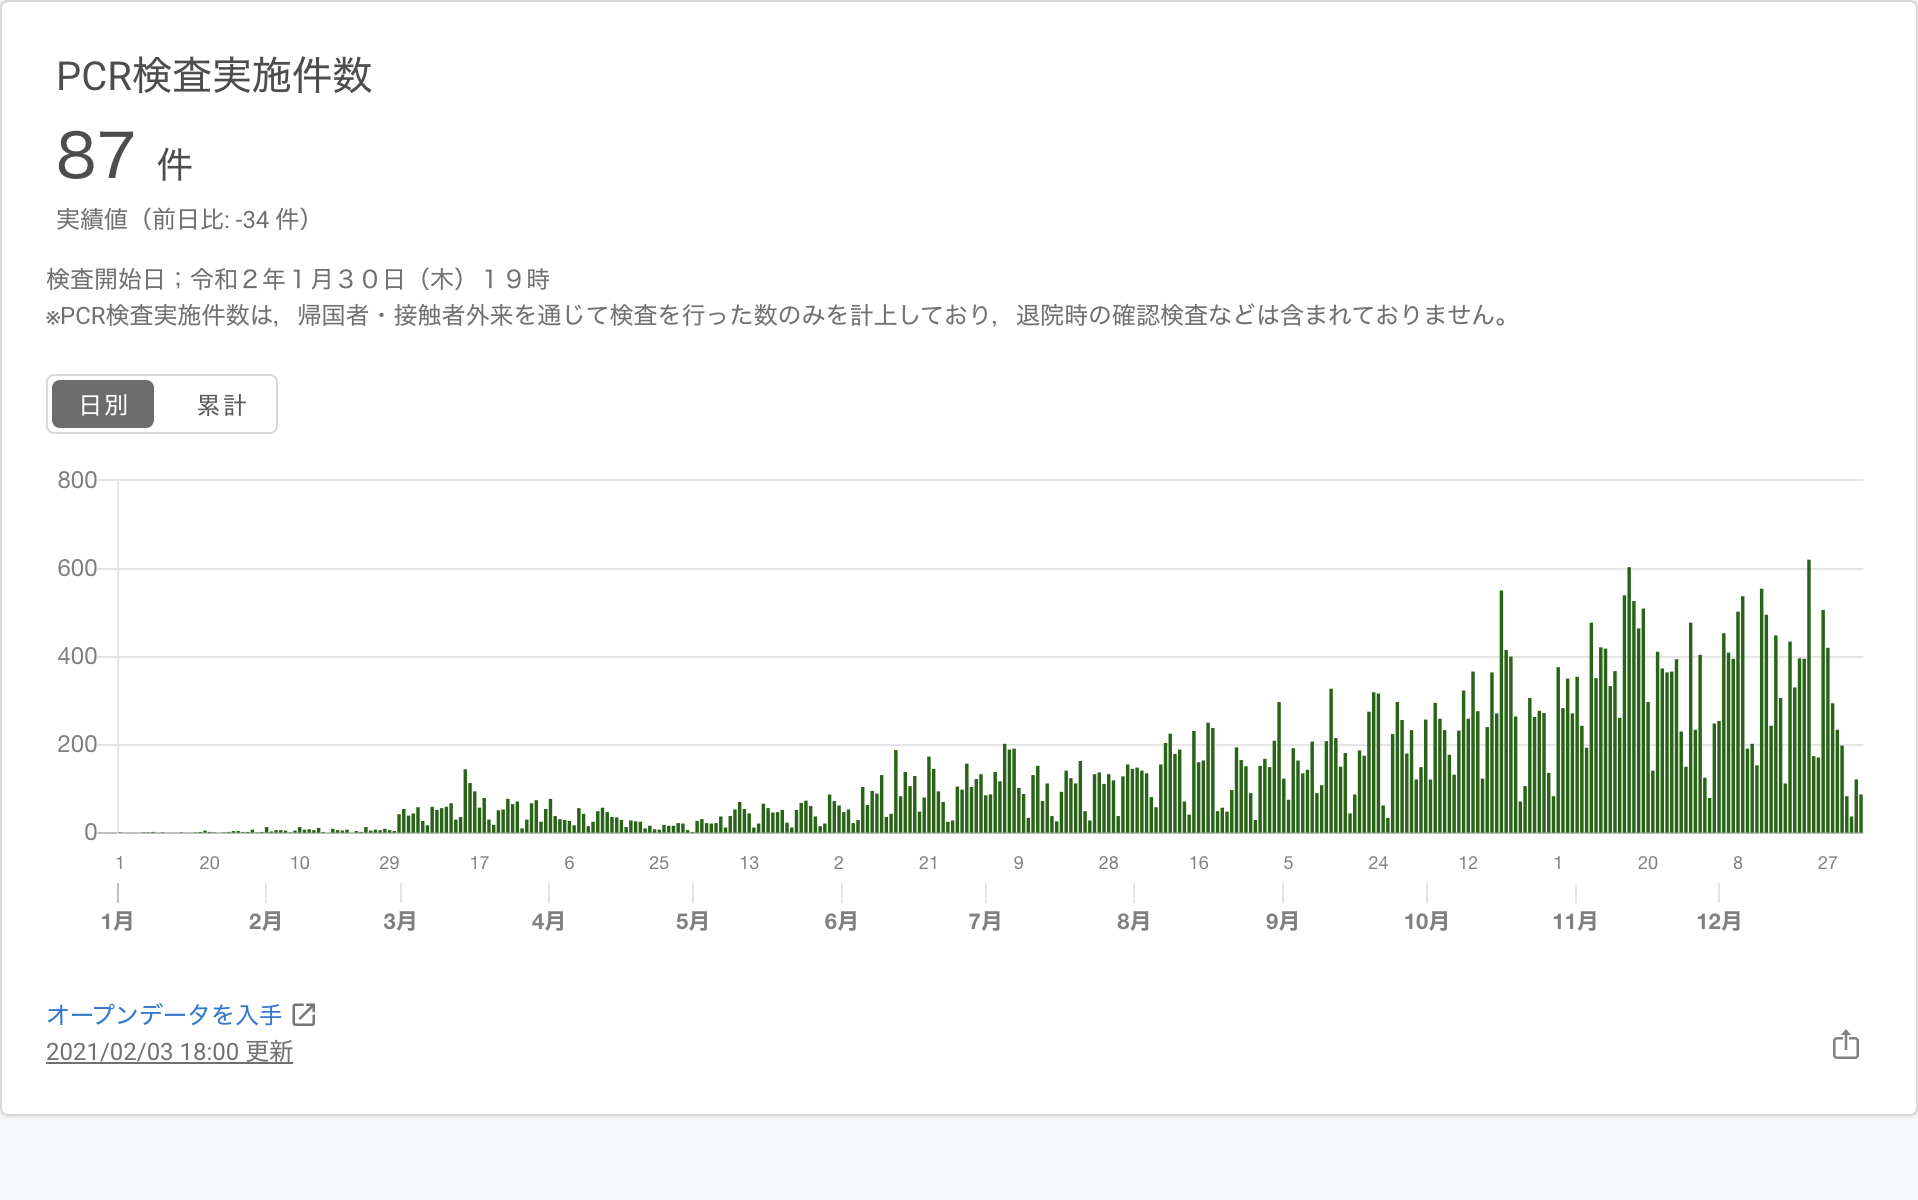 PCR検査実施件数
87 件
実績値（前日比: -34 件）
検査開始日；令和２年１月３０日（木）１９時
※PCR検査実施件数は，帰国者・接触者外来を通じて検査を行った数のみを計上しており，退院時の確認検査などは含まれておりません。
日別 累計
800
600
400
200
0
1 20 10 29 17 6 25 13 2 21 9 28 16 5 24 12 1 20 8 27
1月 2月 3月 4月 5月 6月 7月 8月 9月 10月 11月 12月
オープンデータを入手
2021/02/03 18:00 更新